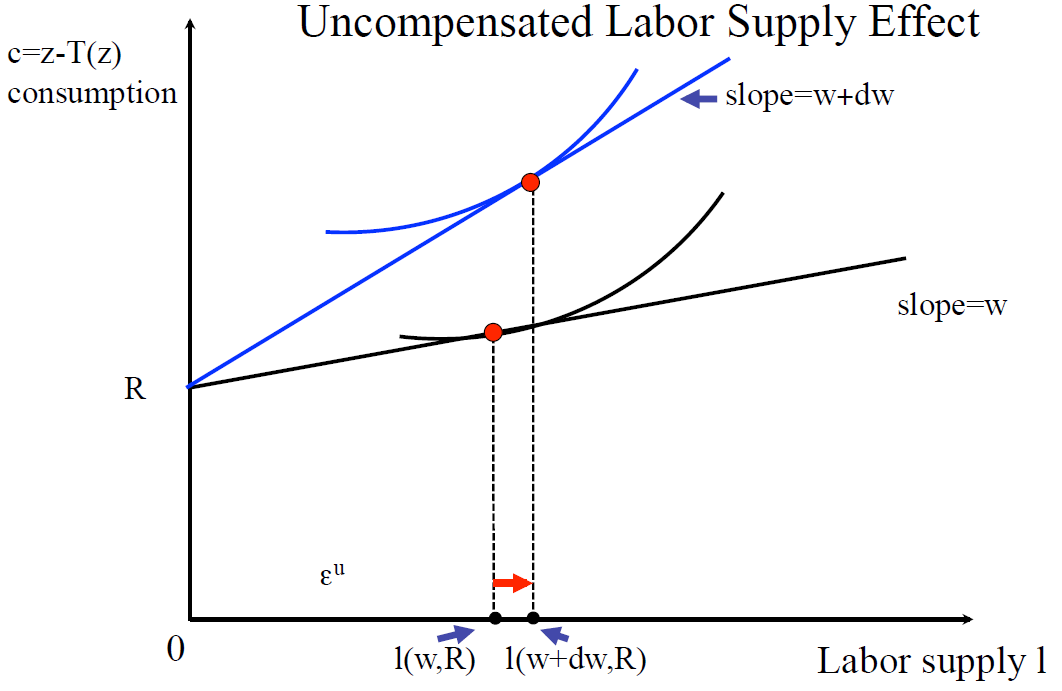 Uncompensated Labor Supply Effect
c=z-T(z)
consumption
slope=w+dw
slope=w
R
εᵘ
0
l(w,R)
l(w+dw,R)
Labor supply l